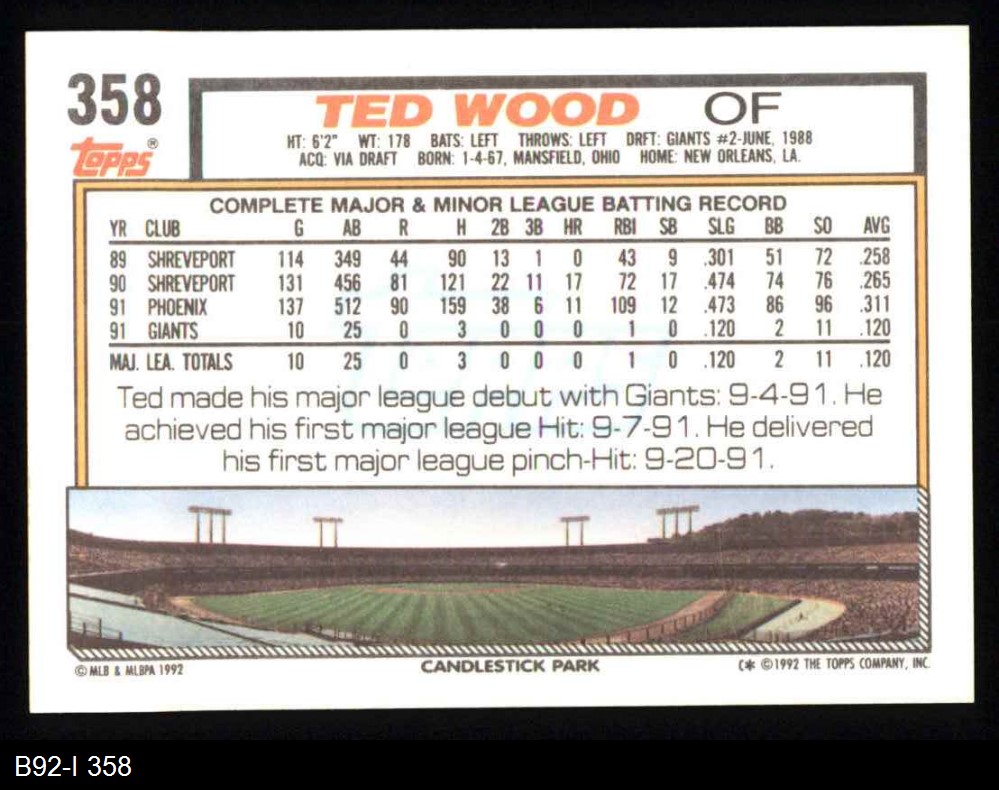 358
Topps®
TED WOOD OF
HT: 6'2" WT: 178 BATS: LEFT THROWS: LEFT DRFT: GIANTS #2-JUNE, 1988
ACQ: VIA DRAFT BORN: 1-4-67, MANSFIELD, OHIO HOME: NEW ORLEANS, LA.
COMPLETE MAJOR & MINOR LEAGUE BATTING RECORD
YR CLUB G AB R H 2B 3B HR RBI SB SLG BB SO AVG
89 SHREVEPORT 114 349 44 90 13 1 0 43 9 .301 51 72 .258
90 SHREVEPORT 131 456 81 121 22 11 17 72 17 .474 74 76 .265
91 PHOENIX 137 512 90 159 38 6 11 109 12 .473 86 96 .311
91 GIANTS 10 25 0 3 0 0 0 1 0 .120 2 11 .120
MAJ. LEA. TOTALS 10 25 0 3 0 0 0 1 0 .120 2 11 .120
Ted made his major league debut with Giants: 9-4-91. He
achieved his first major league Hit: 9-7-91. He delivered
his first major league pinch-Hit: 9-20-91.
© MLB & MLBPA 1992 CANDLESTICK PARK (* ©1992 THE TOPPS COMPANY, INC.
B92-I 358